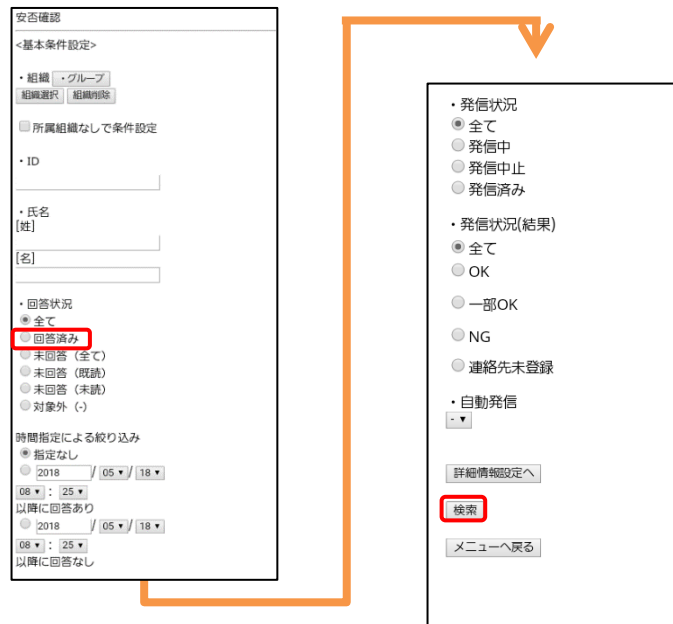 安否確認
<基本条件設定>
・組織 ・グループ
組織選択 組織削除
所属組織なしで条件設定
・ID
・氏名
[姓]
[名]
・回答状況
全て
回答済み
未回答（全て）
未回答（既読）
未回答（未読）
対象外（-）
時間指定による絞り込み
指定なし
2018 / 05 ▼ / 18 ▼
08 ▼ : 25 ▼
以降に回答あり
2018 / 05 ▼ / 18 ▼
08 ▼ : 25 ▼
以降に回答なし
・発信状況
全て
発信中
発信中止
発信済み
・発信状況(結果)
全て
OK
一部OK
NG
連絡先未登録
・自動発信
- ▼
詳細情報設定へ
検索
メニューへ戻る